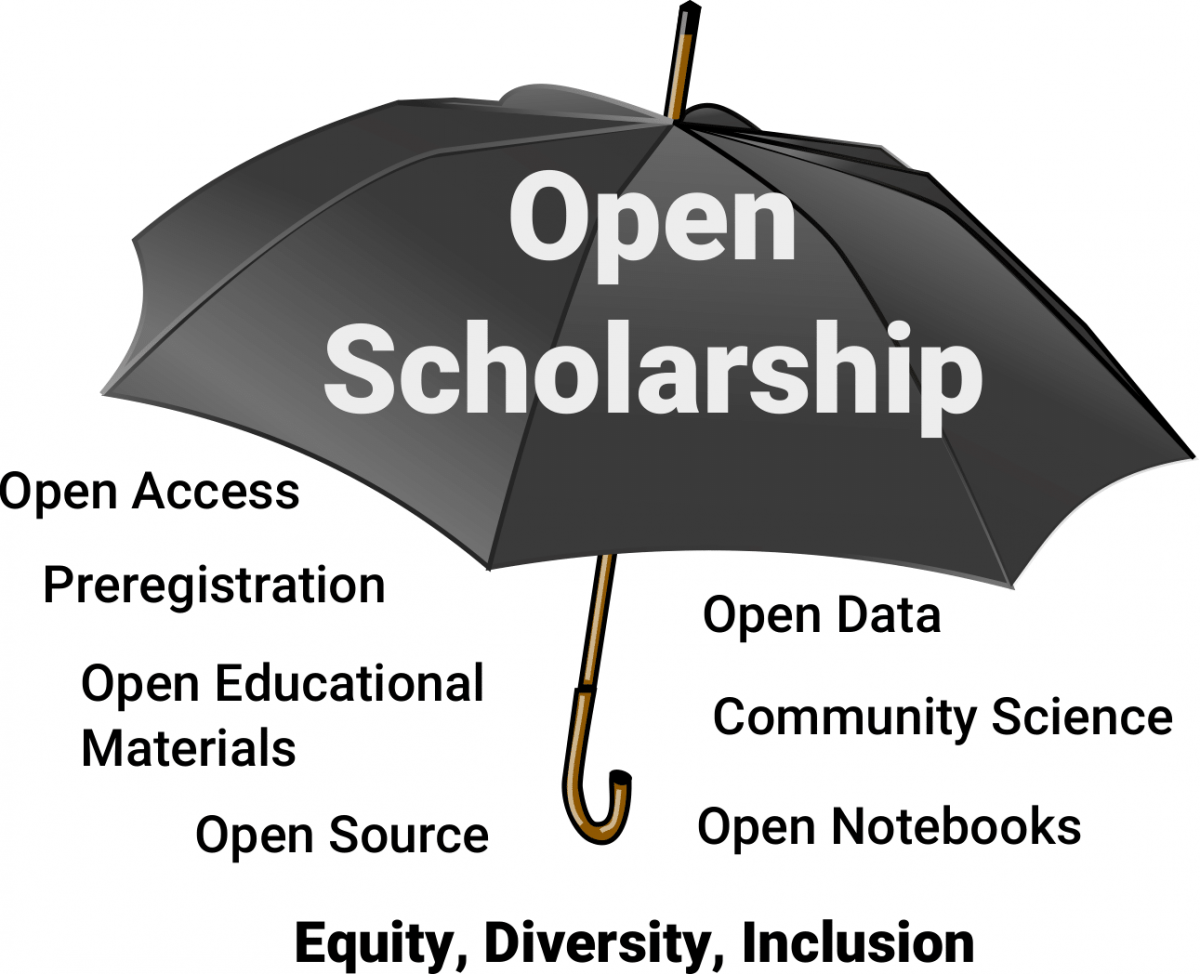 Open
Scholarship
Open Access
Preregistration
Open Educational
Materials
Open Source
Open Data
Community Science
Open Notebooks
Equity, Diversity, Inclusion